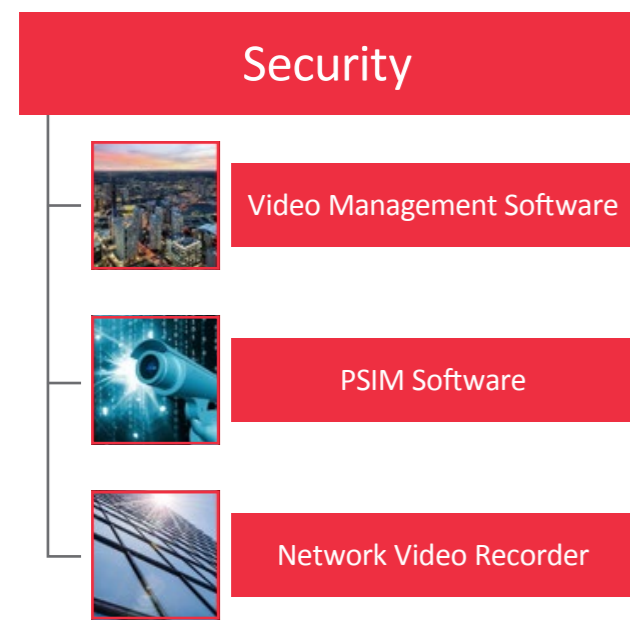 Security
Video Management Software
PSIM Software
Network Video Recorder